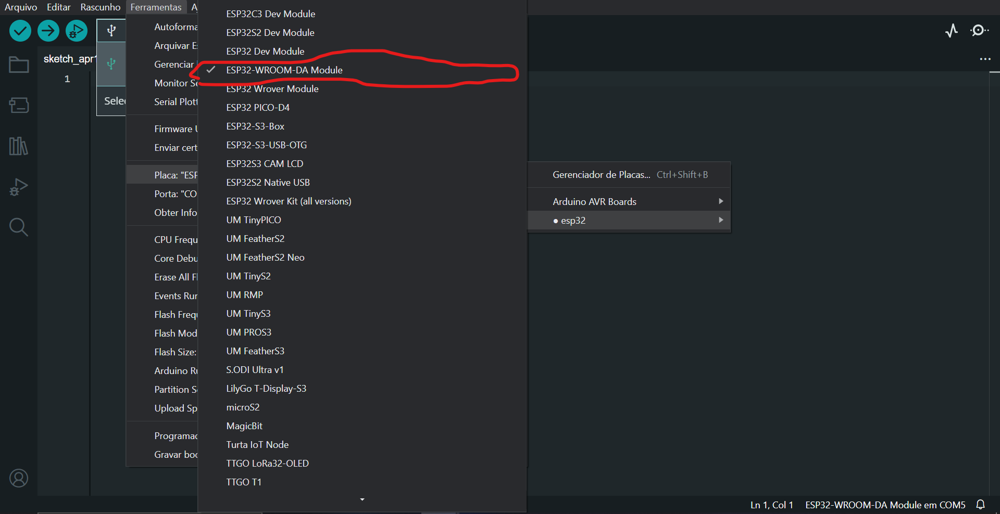 Arquivo Editar Rascunho Ferramentas
sketch_apr
1
Autoforma
Arquivar E
Gerenciar
Monitor Se
Serial Plott
Firmware U
Enviar cert
Placa: "ESP
Porta: "CO
Obter Info
CPU Frequ
Core Debu
Erase All Fl
Events Run
Flash Frequ
Flash Mod
Flash Size:
Arduino Ru
Partition S
Upload Sp
Programad
Gravar boo
Selec
ESP32C3 Dev Module
ESP32S2 Dev Module
ESP32 Dev Module
ESP32-WROOM-DA Module
ESP32 Wrover Module
ESP32 PICO-D4
ESP32-S3-Box
ESP32-S3-USB-OTG
ESP32S3 CAM LCD
ESP32S2 Native USB
ESP32 Wrover Kit (all versions)
UM TinyPICO
UM FeatherS2
UM FeatherS2 Neo
UM TinyS2
UM RMP
UM TinyS3
UM PROS3
UM FeatherS3
S.ODI Ultra v1
LilyGo T-Display-S3
microS2
MagicBit
Turta IoT Node
TTGO LoRa32-OLED
TTGO T1
Gerenciador de Placas... Ctrl+Shift+B
Arduino AVR Boards
● esp32
Ln 1, Col 1 ESP32-WROOM-DA Module em COM5